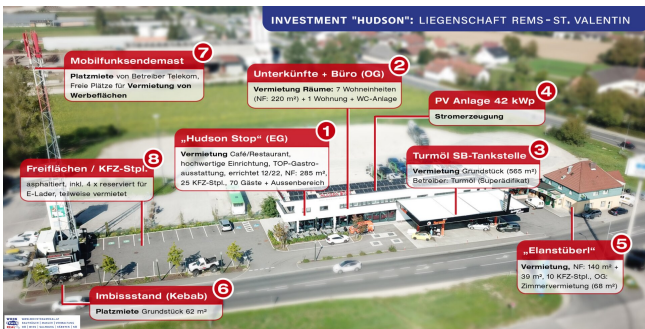 INVESTMENT "HUDSON": LIEGENSCHAFT REMS - ST. VALENTIN
7
Mobilfunksendemast
Platzmiete von Betreiber Telekom,
Freie Plätze für Vermietung von
Werbeflächen
2
Unterkünfte + Büro (OG)
Vermietung Räume: 7 Wohneinheiten
(NF: 220 m²) + 1 Wohnung + WC-Anlage
4
PV Anlage 42 kWp
Stromerzeugung
1
„Hudson Stop“ (EG)
Vermietung Café/Restaurant,
hochwertige Einrichtung, TOP-Gastro-
ausstattung, errichtet 12/22, NF: 285 m²,
25 KFZ-Stpl., 70 Gäste + Aussenbereich
3
Turmöl SB-Tankstelle
Vermietung Grundstück (565 m²)
Betreiber: Turmöl (Superädifikat)
8
Freiflächen / KFZ-Stpl.
asphaltiert, inkl. 4 x reserviert für
E-Lader, teilweise vermietet
5
„Elanstüberl“
Vermietung, NF: 140 m² +
39 m², 10 KFZ-Stpl., OG:
Zimmervermietung (68 m²)
6
Imbissstand (Kebab)
Platzmiete Grundstück 62 m²